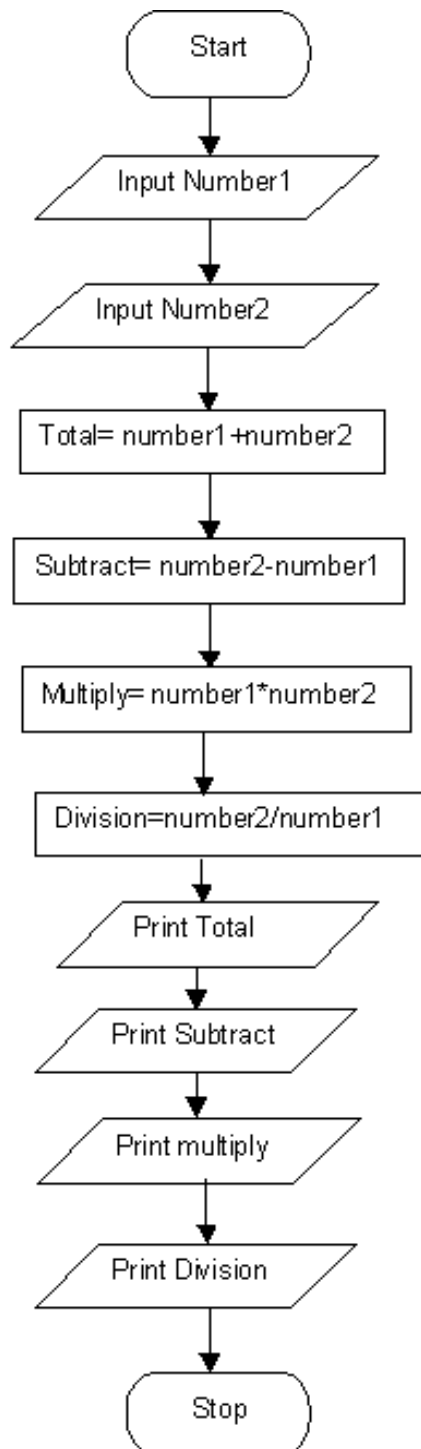 Start
Input Number1
Input Number2
Total= number1+number2
Subtract= number2-number1
Multiply= number1*number2
Division=number2/number1
Print Total
Print Subtract
Print multiply
Print Division
Stop